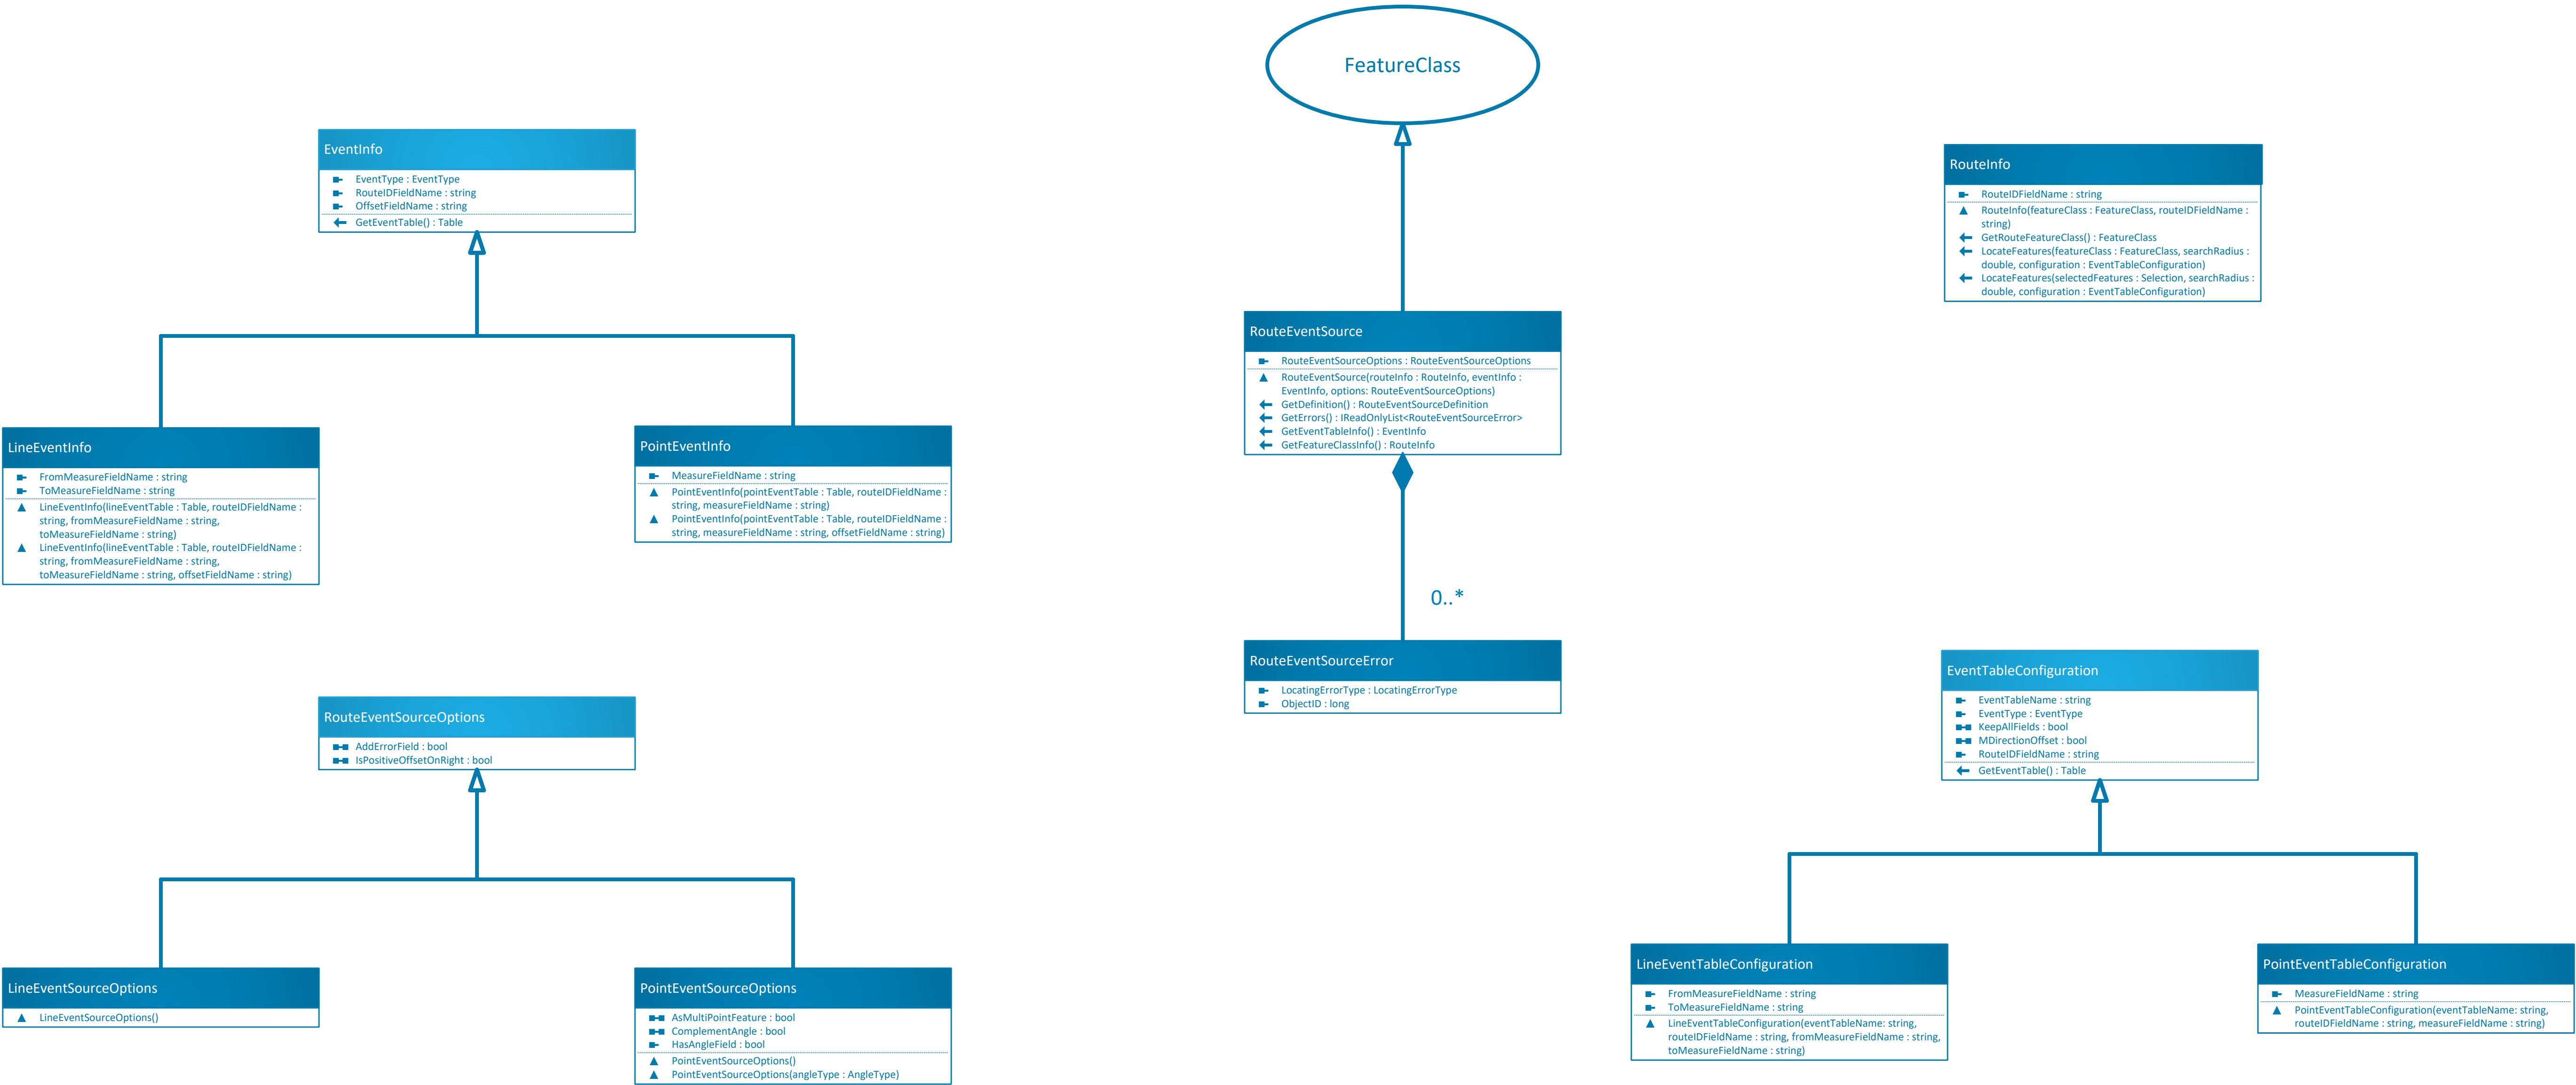 FeatureClass
EventInfo
EventType : EventType
RouteIDFieldName : string
OffsetFieldName : string
GetEventTable() : Table
RouteInfo
RouteIDFieldName : string
RouteInfo(featureClass : FeatureClass, routeIDFieldName :
string)
GetRouteFeatureClass() : FeatureClass
LocateFeatures(featureClass : FeatureClass, searchRadius :
double, configuration : EventTableConfiguration)
LocateFeatures(selectedFeatures : Selection, searchRadius :
double, configuration : EventTableConfiguration)
RouteEventSource
RouteEventSourceOptions : RouteEventSourceOptions
RouteEventSource(routeInfo : RouteInfo, eventInfo :
EventInfo, options: RouteEventSourceOptions)
GetDefinition() : RouteEventSourceDefinition
GetErrors() : IReadOnlyList<RouteEventSourceError>
GetEventTableInfo() : EventInfo
GetFeatureClassInfo() : RouteInfo
LineEventInfo
FromMeasureFieldName : string
ToMeasureFieldName : string
LineEventInfo(lineEventTable : Table, routeIDFieldName :
string, fromMeasureFieldName : string,
toMeasureFieldName : string)
LineEventInfo(lineEventTable : Table, routeIDFieldName :
string, fromMeasureFieldName : string,
toMeasureFieldName : string, offsetFieldName : string)
PointEventInfo
MeasureFieldName : string
PointEventInfo(pointEventTable : Table, routeIDFieldName :
string, measureFieldName : string)
PointEventInfo(pointEventTable : Table, routeIDFieldName :
string, measureFieldName : string, offsetFieldName : string)
0..*
RouteEventSourceError
LocatingErrorType : LocatingErrorType
ObjectID : long
EventTableConfiguration
EventTableName : string
EventType : EventType
KeepAllFields : bool
MDirectionOffset : bool
RouteIDFieldName : string
GetEventTable() : Table
RouteEventSourceOptions
AddErrorField : bool
IsPositiveOffsetOnRight : bool
LineEventSourceOptions
LineEventSourceOptions()
PointEventSourceOptions
AsMultiPointFeature : bool
ComplementAngle : bool
HasAngleField : bool
PointEventSourceOptions()
PointEventSourceOptions(angleType : AngleType)
LineEventTableConfiguration
FromMeasureFieldName : string
ToMeasureFieldName : string
LineEventTableConfiguration(eventTableName: string,
routeIDFieldName : string, fromMeasureFieldName : string,
toMeasureFieldName : string)
PointEventTableConfiguration
MeasureFieldName : string
PointEventTableConfiguration(eventTableName: string,
routeIDFieldName : string, measureFieldName : string)